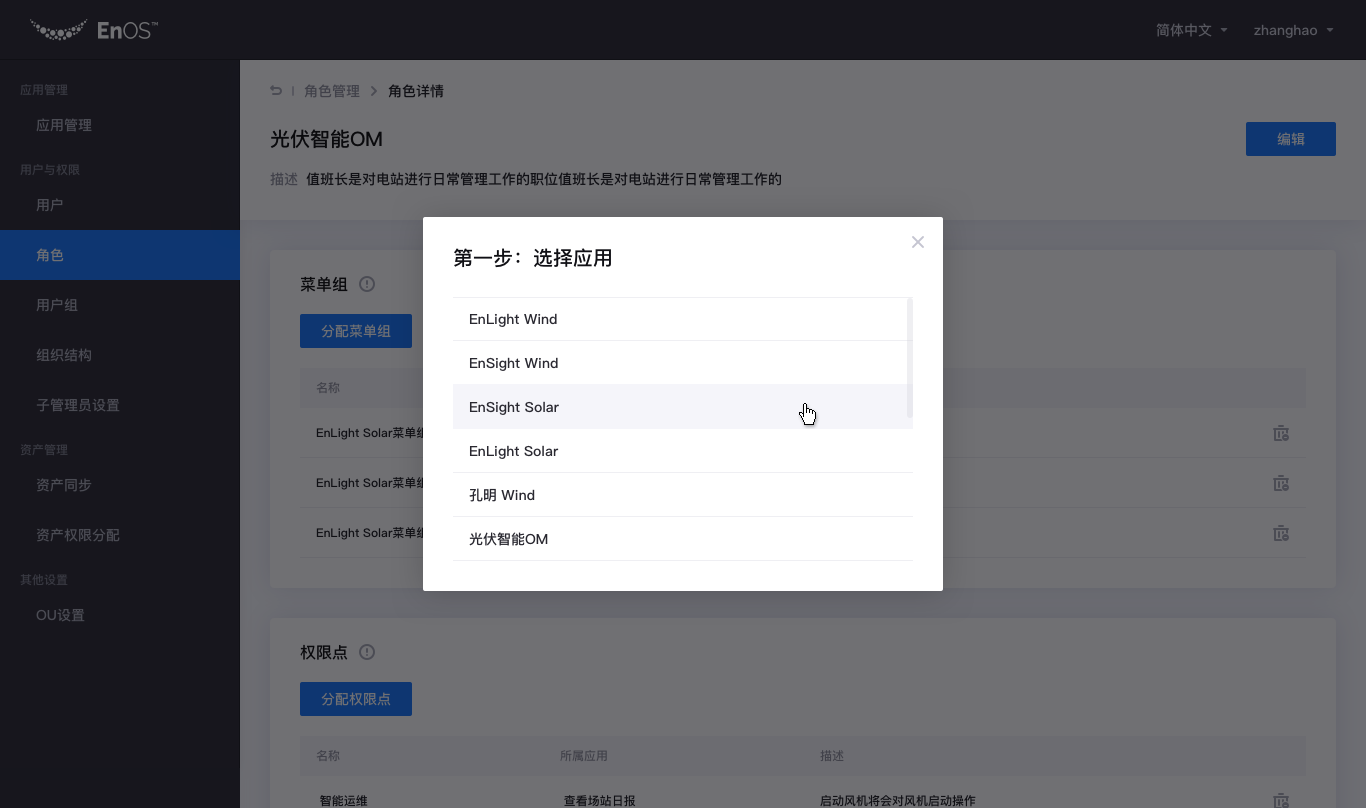 EnOS™
简体中文
zhanghao
应用管理
应用管理
用户与权限
用户
角色
用户组
组织结构
子管理员设置
资产管理
资产同步
资产权限分配
其他设置
OU设置
角色管理
角色详情
光伏智能OM
编辑
描述 值班长是对电站进行日常管理工作的职位值班长是对电站进行日常管理工作的
第一步：选择应用
EnLight Wind
EnSight Wind
EnSight Solar
EnLight Solar
孔明 Wind
光伏智能OM
菜单组
分配菜单组
名称
EnLight Solar菜单
EnLight Solar菜单
EnLight Solar菜单
权限点
分配权限点
名称 所属应用 描述
智能运维 查看场站日报 启动风机将会对风机启动操作